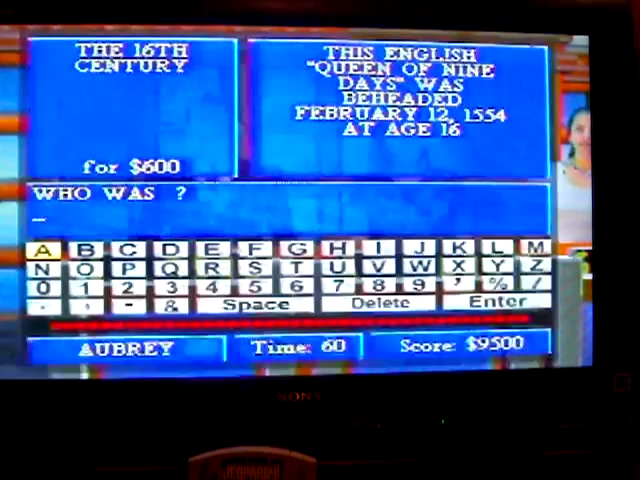 THE 16TH
CENTURY
for $600
THIS ENGLISH
"QUEEN OF NINE
DAYS" WAS
BEHEADED
FEBRUARY 12, 1554
AT AGE 16
WHO WAS ?
_
A B C D E F G H I J K L M
N O P Q R S T U V W X Y Z
0 1 2 3 4 5 6 7 8 9 ' % /
. , - & Space Delete Enter
AUBREY Time: 60 Score: $9500
SONY
JEOPARDY